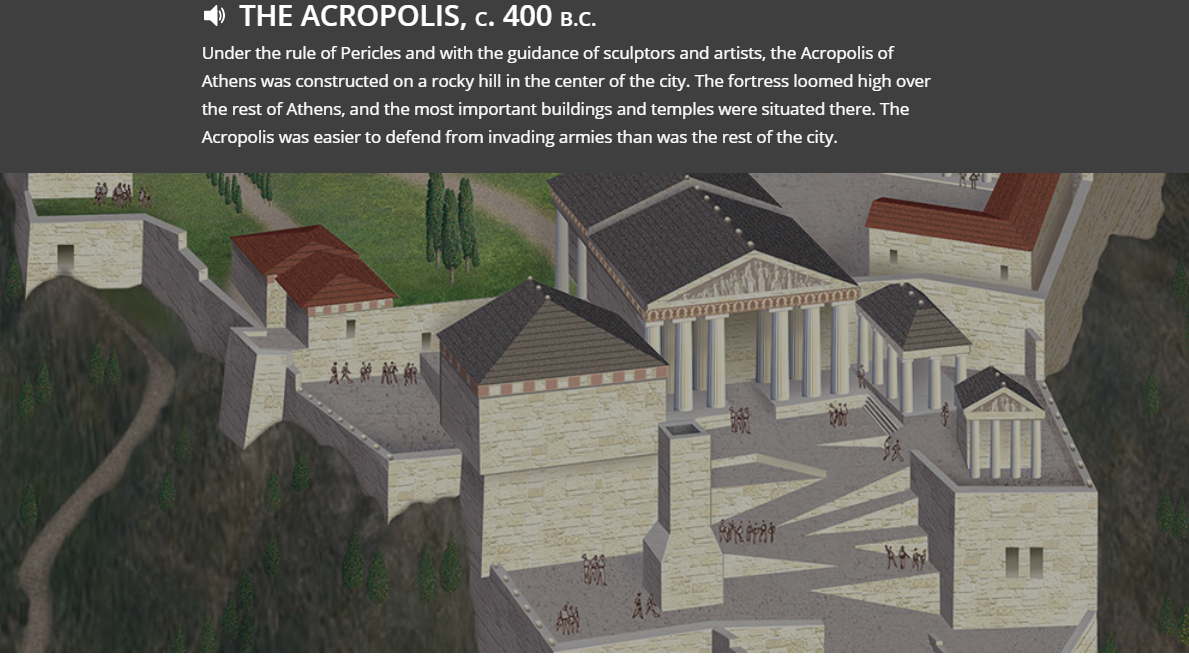 THE ACROPOLIS, C. 400 B.C.
Under the rule of Pericles and with the guidance of sculptors and artists, the Acropolis of
Athens was constructed on a rocky hill in the center of the city. The fortress loomed high over
the rest of Athens, and the most important buildings and temples were situated there. The
Acropolis was easier to defend from invading armies than was the rest of the city.